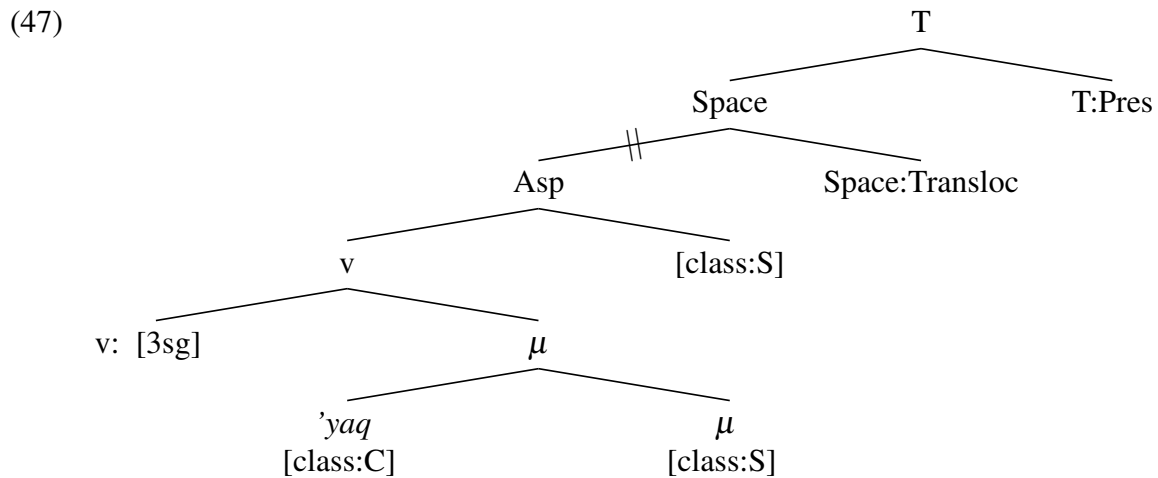 (47)
T
Space T:Pres
Asp Space:Transloc
v [class:S]
v: [3sg] μ
’yaq μ
[class:C] [class:S]